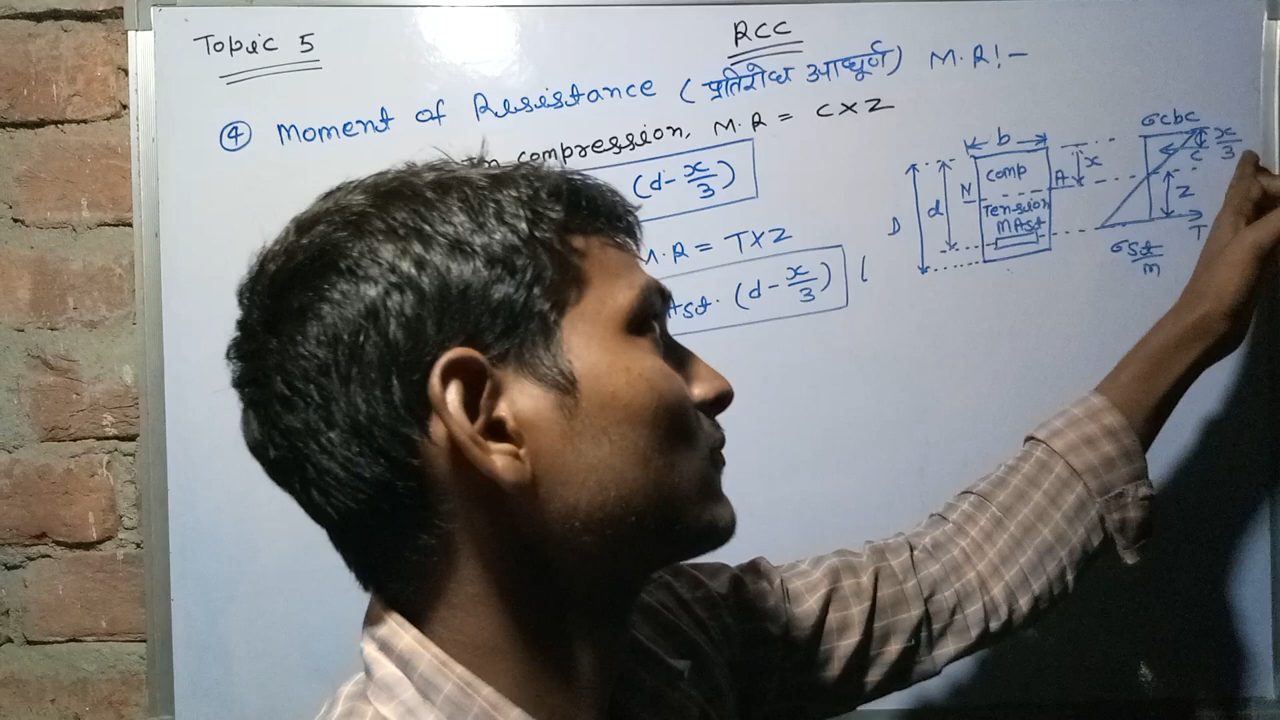 Topic 5
RCC
④ Moment of Resistance (प्रतिरोध आघूर्ण) M.R!-
In compression, M.R = C×Z
(d-x/3)
M.R = T×Z
Ast. (d-x/3) (
b
D
d
comp
N
A
Tension
MAst
x
σcbc
x/3
C
Z
T
σst/m